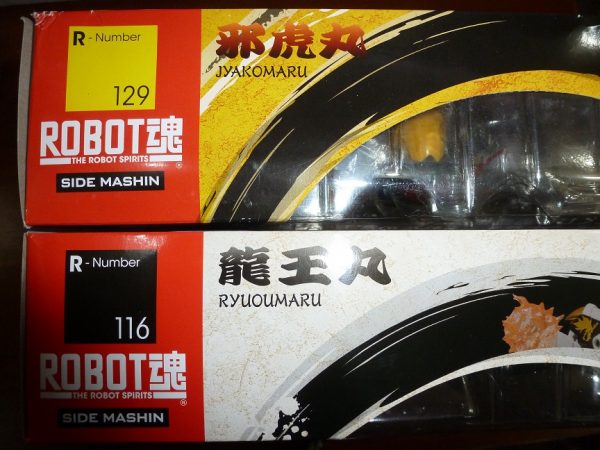 R - Number
129
ROBOT魂
THE ROBOT SPIRITS
®
SIDE MASHIN
邪虎丸
JYAKOMARU
R - Number
116
ROBOT魂
THE ROBOT SPIRITS
®
SIDE MASHIN
龍王丸
RYUOUMARU